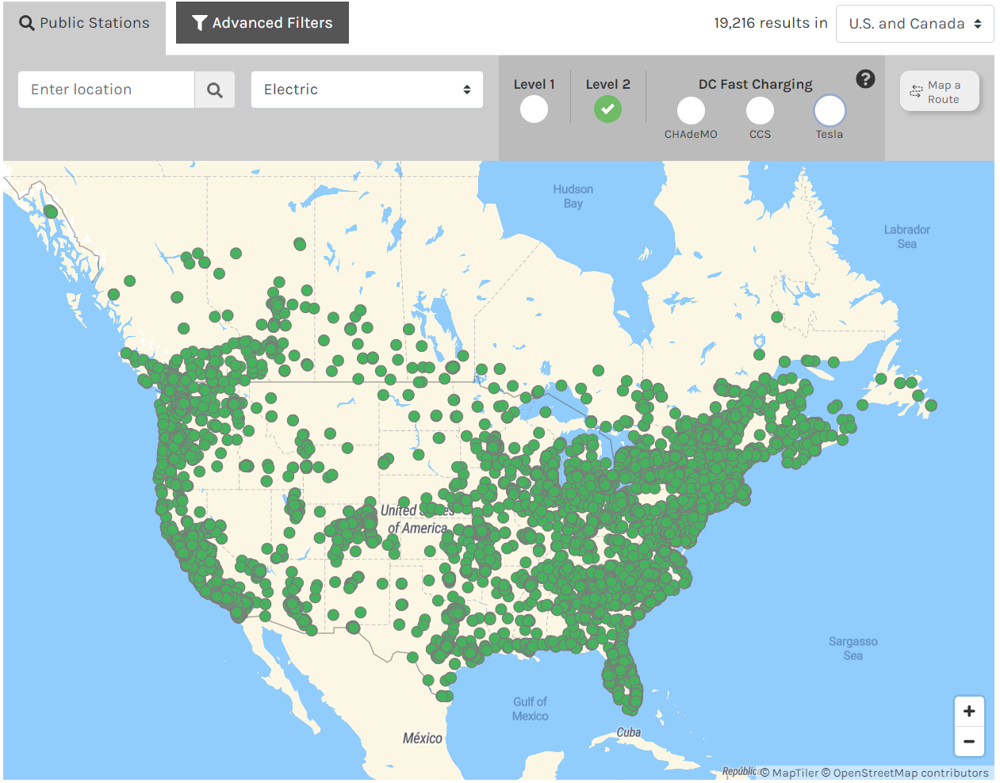 Public Stations
Advanced Filters
19,216 results in
U.S. and Canada
Enter location
Electric
Level 1
Level 2
DC Fast Charging
CHAdeMO
CCS
Tesla
?
Map a
Route
Hudson
Bay
Labrador
Sea
United S es
of America
Sargasso
Sea
Gulf of
Mexico
México
Cuba
+
−
Repúblic
© MapTiler © OpenStreetMap contributors